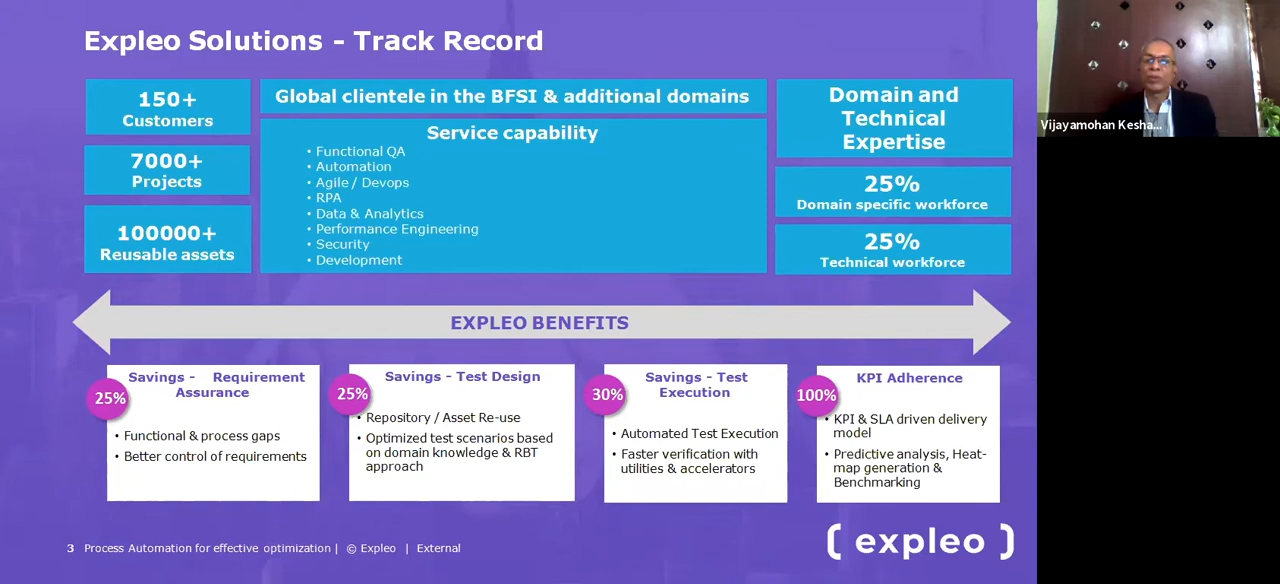 Expleo Solutions - Track Record
150+
Customers
7000+
Projects
100000+
Reusable assets
Global clientele in the BFSI & additional domains
Service capability
• Functional QA
• Automation
• Agile / Devops
• RPA
• Data & Analytics
• Performance Engineering
• Security
• Development
Domain and
Technical
Expertise
25%
Domain specific workforce
25%
Technical workforce
Vijayamohan Kesha...
EXPLEO BENEFITS
25%
Savings - Requirement
Assurance
• Functional & process gaps
• Better control of requirements
25%
Savings - Test Design
• Repository / Asset Re-use
• Optimized test scenarios based
on domain knowledge & RBT
approach
30%
Savings - Test
Execution
• Automated Test Execution
• Faster verification with
utilities & accelerators
100%
KPI Adherence
• KPI & SLA driven delivery
model
• Predictive analysis, Heat-
map generation &
Benchmarking
3 Process Automation for effective optimization | © Expleo | External
( expleo )